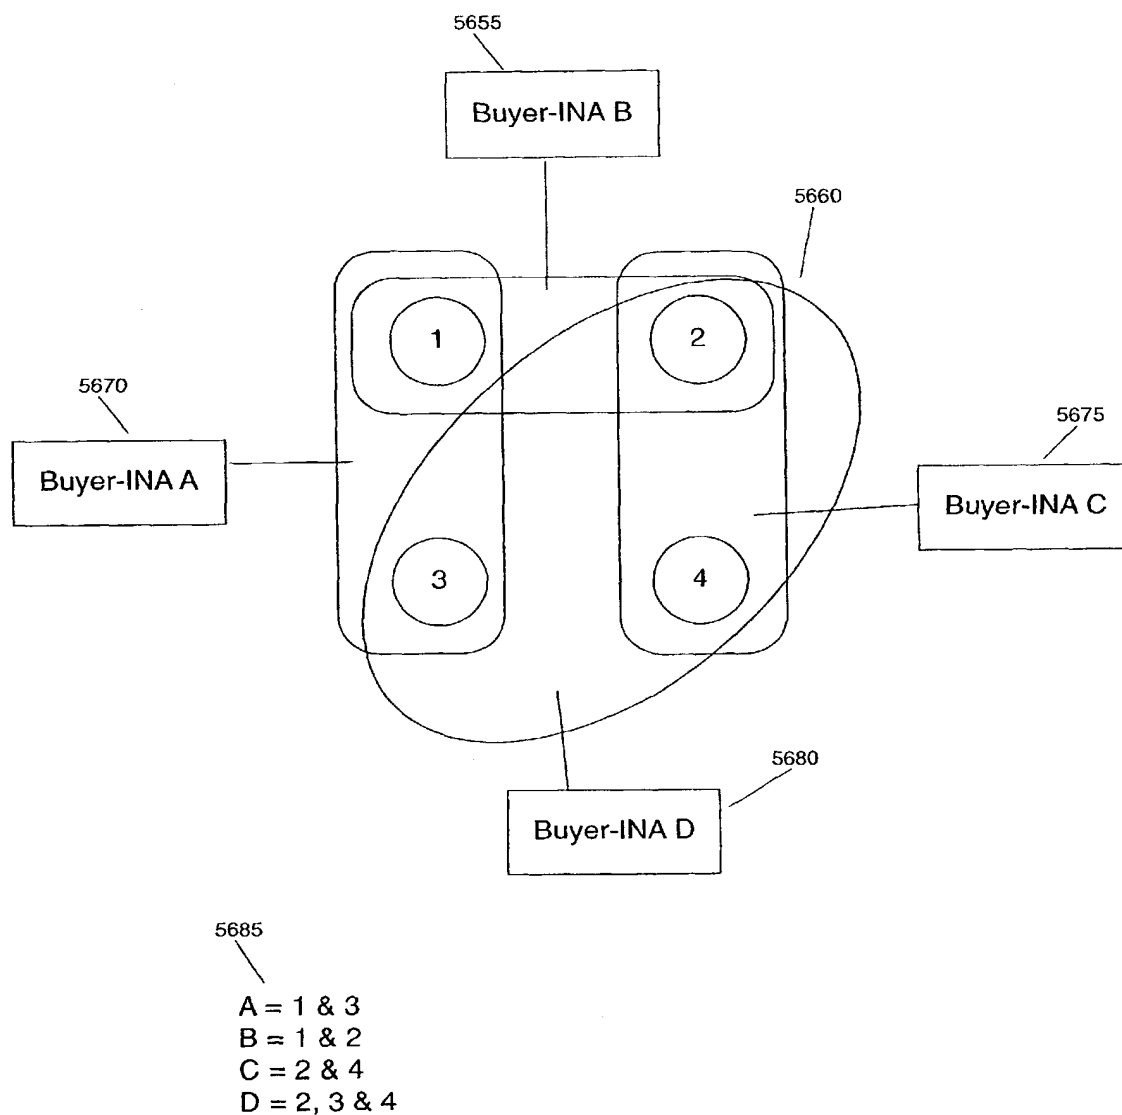 5655
Buyer-INA B
5660
1
2
5670
Buyer-INA A
5675
Buyer-INA C
3
4
5680
Buyer-INA D
5685
A = 1 & 3
B = 1 & 2
C = 2 & 4
D = 2, 3 & 4